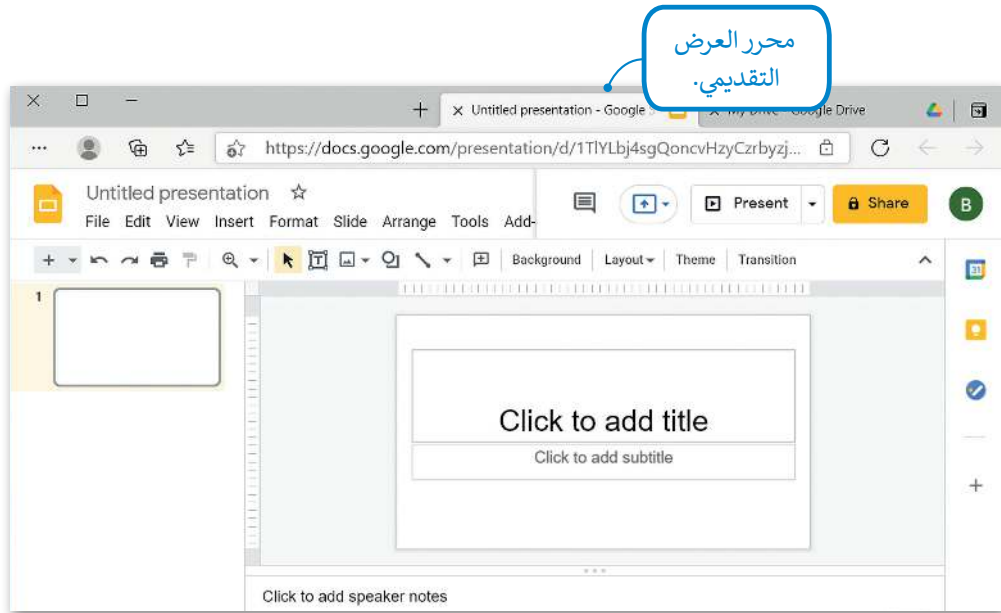 محرر العرض
التقديمي.
Untitled presentation - Google
My Drive - Google Drive
https://docs.google.com/presentation/d/1TlYLbj4sgQoncvHzyCzrbyzj...
Untitled presentation
File Edit View Insert Format Slide Arrange Tools Add-
Present
Share
B
Background Layout Theme Transition
31
1
Click to add title
Click to add subtitle
Click to add speaker notes